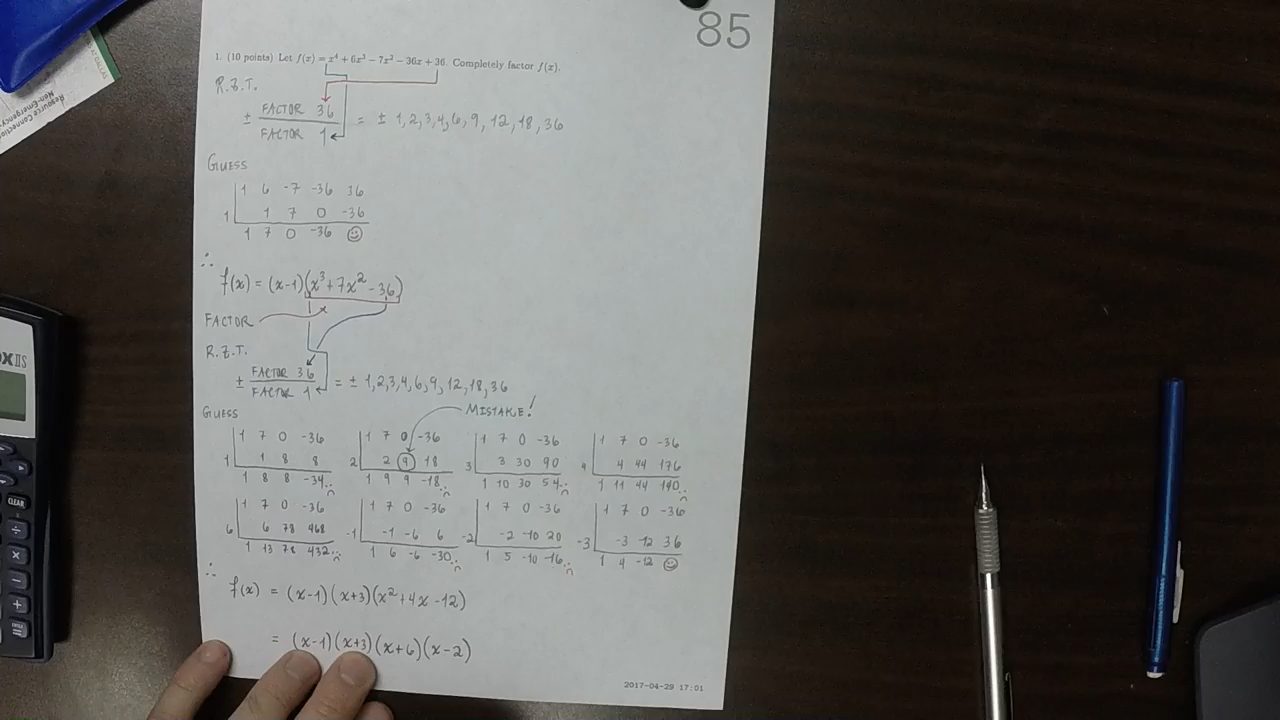 85
1. (10 points) Let f(x) = x⁴ + 6x³ − 7x² − 36x + 36. Completely factor f(x).
R.Z.T.
± FACTOR 36 / FACTOR 1 = ± 1,2,3,4,6,9,12,18,36
GUESS
1 6 -7 -36 36
1 1 7 0 -36
1 7 0 -36 ☺
∴
f(x) = (x-1)(x³+7x²-36)
FACTOR
R.Z.T.
± FACTOR 36 / FACTOR 1 = ± 1,2,3,4,6,9,12,18,36
GUESS
MISTAKE!
1 7 0 -36 1 7 0 -36 1 7 0 -36 1 7 0 -36
1 1 8 8 2 2 9 18 3 3 30 90 4 4 44 176
1 8 8 -34 1 9 9 -18 1 10 30 54 1 11 44 140
1 7 0 -36 1 7 0 -36 1 7 0 -36 1 7 0 -36
6 6 78 468 -1 -1 -6 6 -2 -2 -10 20 -3 -3 -12 36
1 13 78 432 1 6 -6 -30 1 5 -10 -16 1 4 -12 ☺
∴
f(x) = (x-1)(x+3)(x²+4x-12)
= (x-1)(x+3)(x+6)(x-2)
2017-04-29 17:01
Resource Connection
Non-Emergency
X IIS
CLEAR
÷
×
−
+